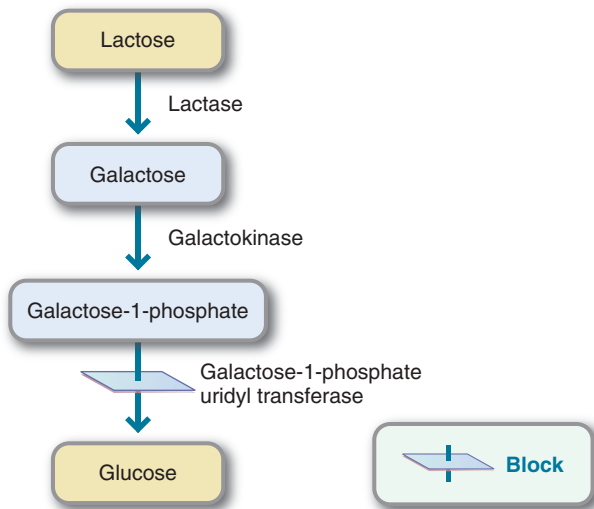 Lactose
Lactase
Galactose
Galactokinase
Galactose-1-phosphate
Galactose-1-phosphate
uridyl transferase
Glucose
Block